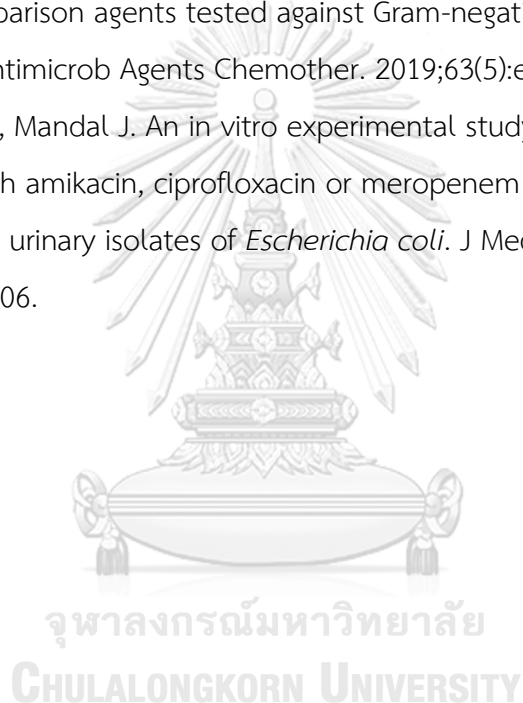 parison agents tested against Gram-negat
ntimicrob Agents Chemother. 2019;63(5):e
, Mandal J. An in vitro experimental study
h amikacin, ciprofloxacin or meropenem
urinary isolates of Escherichia coli. J Med
06.
จุฬาลงกรณ์มหาวิทยาลัย
CHULALONGKORN UNIVERSITY